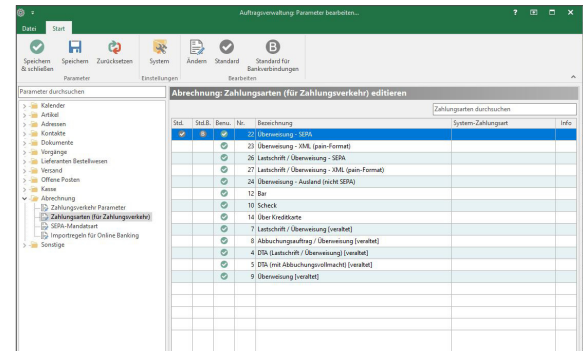 Auftragsverwaltung: Parameter bearbeiten...
Datei Start
Speichern & schließen
Speichern
Zurücksetzen
System
Ändern
Standard
Standard für Bankverbindungen
Parameter
Einstellungen
Bearbeiten
Parameter durchsuchen
Kalender
Artikel
Adressen
Kontakte
Dokumente
Vorgänge
Lieferanten Bestellwesen
Versand
Offene Posten
Kasse
Abrechnung
Zahlungsverkehr Parameter
Zahlungsarten (für Zahlungsverkehr)
SEPA-Mandatsart
Importregeln für Online Banking
Sonstige
Abrechnung: Zahlungsarten (für Zahlungsverkehr) editieren
Zahlungsarten durchsuchen
Std. Std.B. Benu. Nr. Bezeichnung System-Zahlungsart Info
22 Überweisung - SEPA
23 Überweisung - XML (pain-Format)
26 Lastschrift / Überweisung - SEPA
27 Lastschrift / Überweisung - XML (pain-Format)
24 Überweisung - Ausland (nicht SEPA)
12 Bar
10 Scheck
14 Über Kreditkarte
7 Lastschrift / Überweisung [veraltet]
8 Abbuchungsauftrag / Überweisung [veraltet]
4 DTA (Lastschrift / Überweisung) [veraltet]
5 DTA (mit Abbuchungsvollmacht) [veraltet]
9 Überweisung [veraltet]